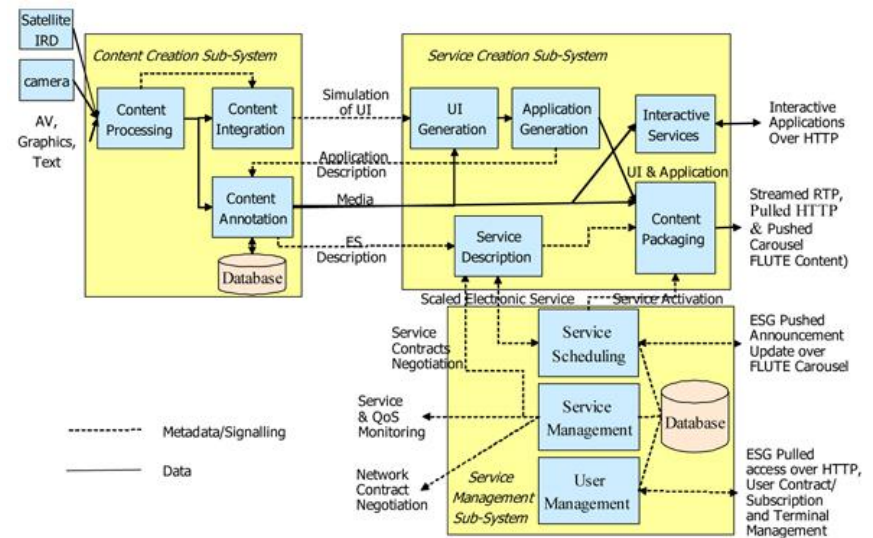 Satellite
IRD
camera
AV,
Graphics,
Text
Content Creation Sub-System
Content
Processing
Content
Integration
Content
Annotation
Database
Simulation
of UI
Application
Description
Media
ES
Description
Service Creation Sub-System
UI
Generation
Application
Generation
Interactive
Services
UI & Application
Content
Packaging
Service
Description
Interactive
Applications
Over HTTP
Streamed RTP,
Pulled HTTP
& Pushed
Carousel
FLUTE Content)
Scaled Electronic Service
Service Activation
Service
Contracts
Negotiation
Service
& QoS
Monitoring
Network
Contract
Negotiation
Service
Scheduling
Service
Management
User
Management
Database
Service
Management
Sub-System
ESG Pushed
Announcement
Update over
FLUTE Carousel
ESG Pulled
access over HTTP,
User Contract/
Subscription
and Terminal
Management
Metadata/Signalling
Data